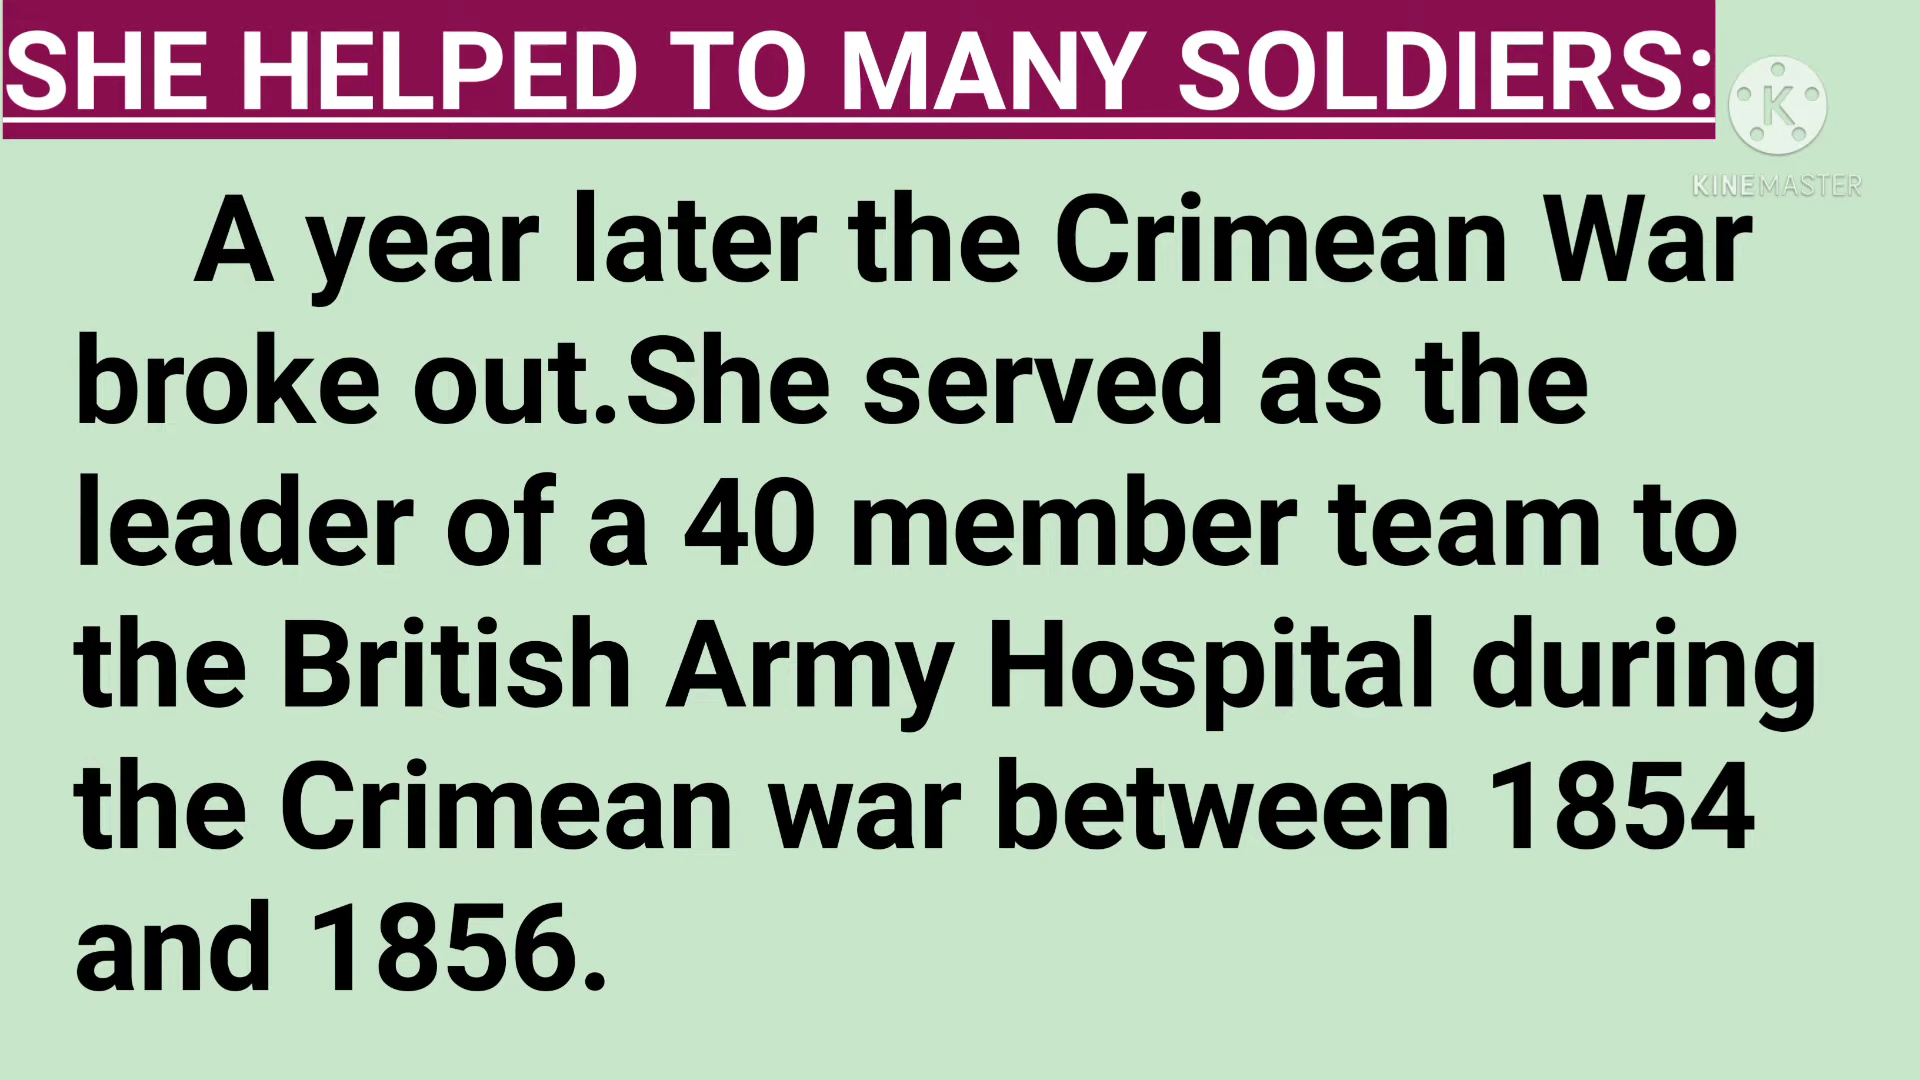 SHE HELPED TO MANY SOLDIERS:
K
KINEMASTER
A year later the Crimean War
broke out.She served as the
leader of a 40 member team to
the British Army Hospital during
the Crimean war between 1854
and 1856.